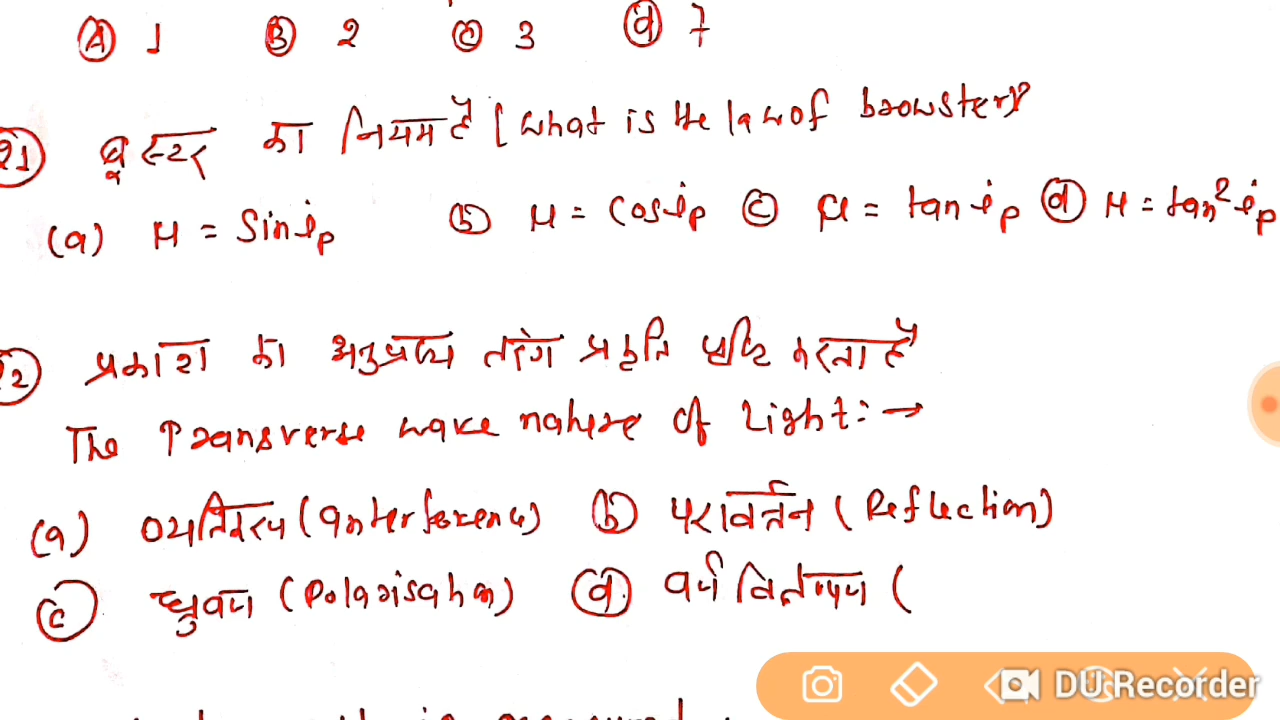 (A) 1 (B) 2 (C) 3 (d) 7
21) ब्रूस्टर का नियम है [What is the law of browster?
(a) μ = Sin ip (b) μ = Cos ip (c) μ = tan ip (d) μ = tan² ip
2) प्रकाश का अनुप्रस्थ तरंग प्रकृति पुष्टि करता है
The Transverse wave nature of Light:→
(a) व्यतिकरण (Interference) (b) परावर्तन (Reflection)
(c) ध्रुवण (Polarisation) (d) वर्ण विक्षेपण (
DU Recorder